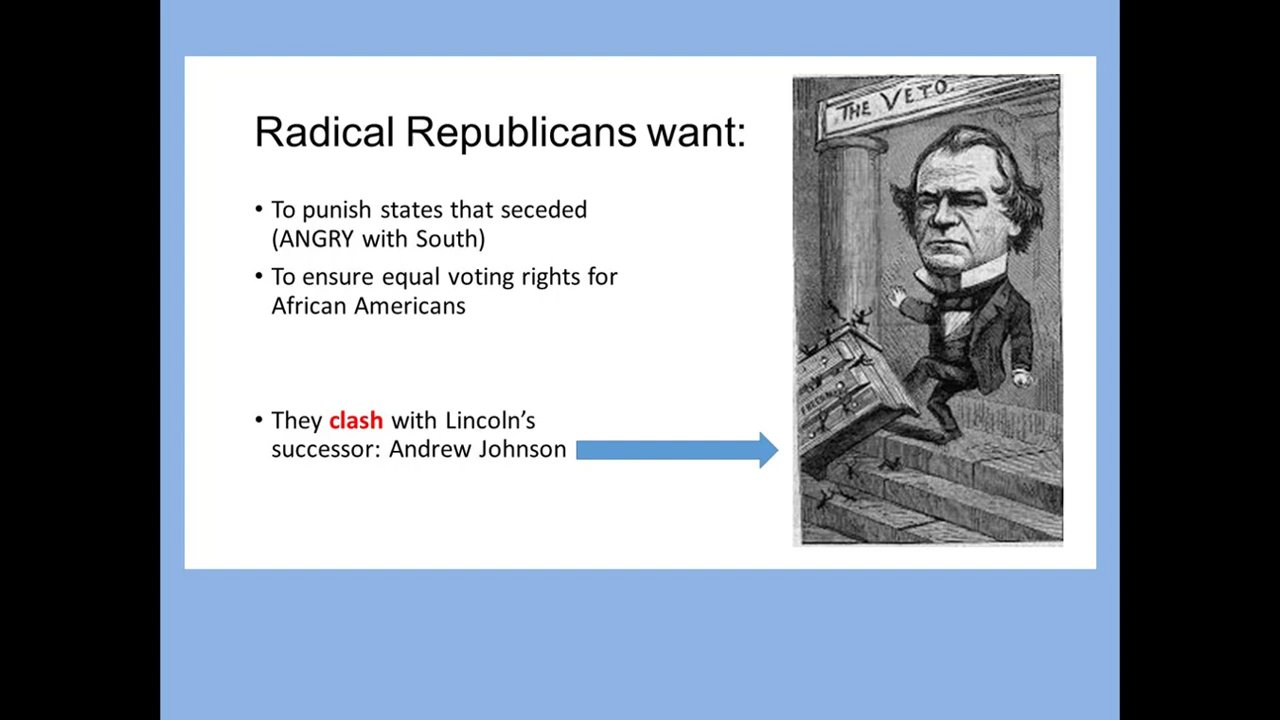 Radical Republicans want:
• To punish states that seceded
(ANGRY with South)
• To ensure equal voting rights for
African Americans
• They clash with Lincoln’s
successor: Andrew Johnson
THE VETO.